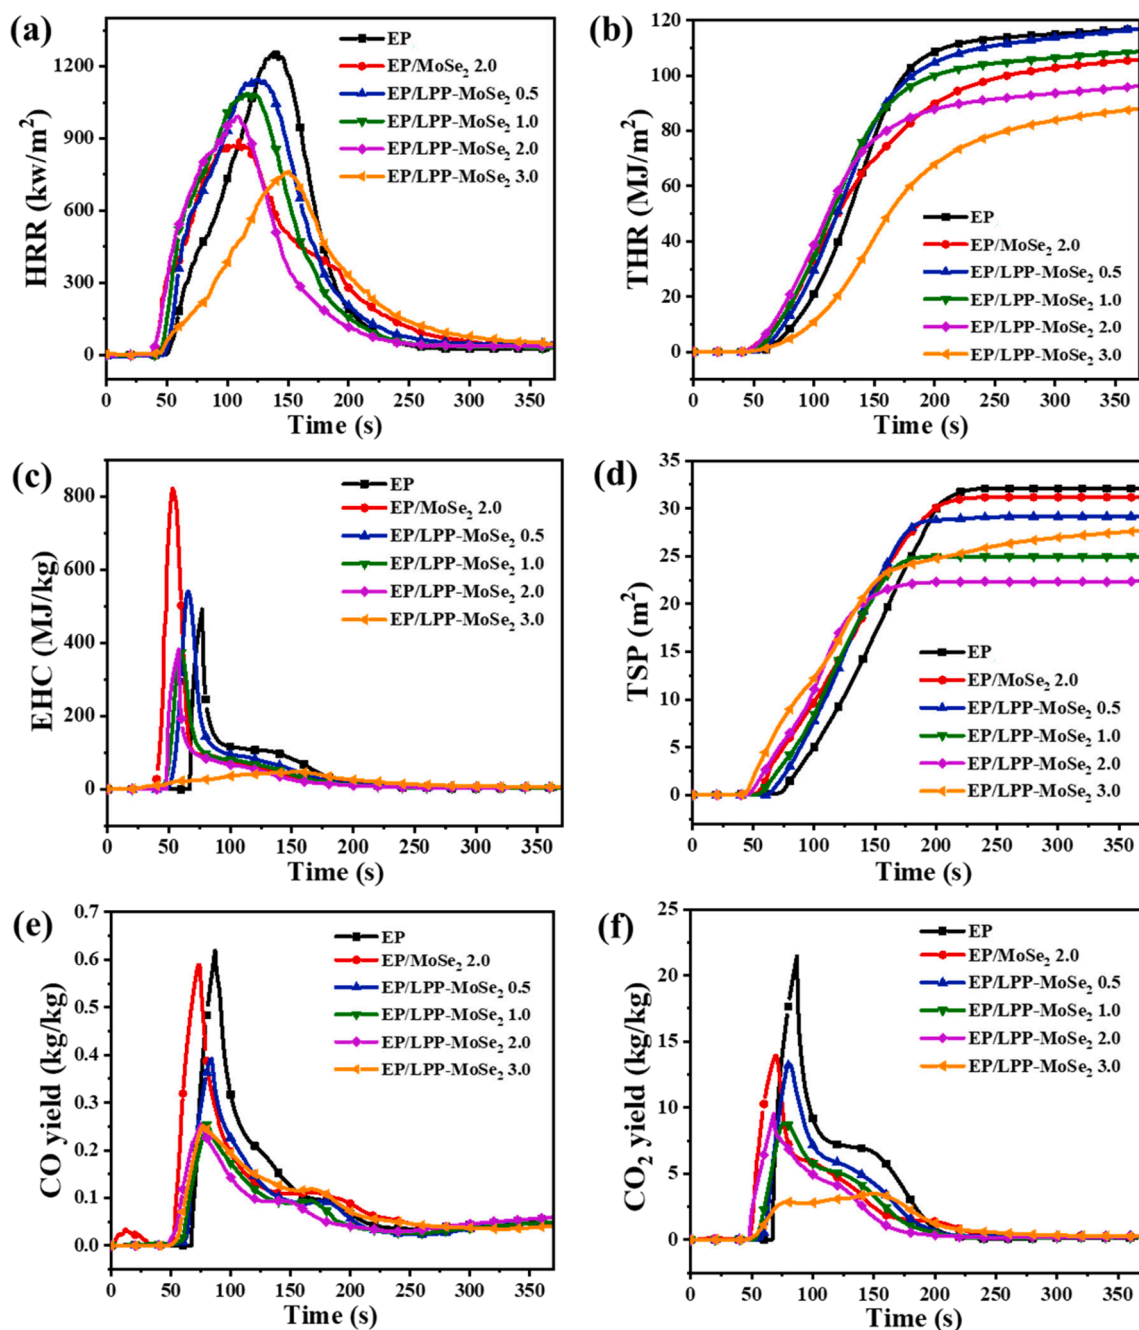 (a)
HRR (kw/m²)
1200
900
600
300
0
EP
EP/MoSe₂ 2.0
EP/LPP-MoSe₂ 0.5
EP/LPP-MoSe₂ 1.0
EP/LPP-MoSe₂ 2.0
EP/LPP-MoSe₂ 3.0
0 50 100 150 200 250 300 350
Time (s)
(b)
THR (MJ/m²)
120
100
80
60
40
20
0
EP
EP/MoSe₂ 2.0
EP/LPP-MoSe₂ 0.5
EP/LPP-MoSe₂ 1.0
EP/LPP-MoSe₂ 2.0
EP/LPP-MoSe₂ 3.0
0 50 100 150 200 250 300 350
Time (s)
(c)
EHC (MJ/kg)
800
600
400
200
0
EP
EP/MoSe₂ 2.0
EP/LPP-MoSe₂ 0.5
EP/LPP-MoSe₂ 1.0
EP/LPP-MoSe₂ 2.0
EP/LPP-MoSe₂ 3.0
0 50 100 150 200 250 300 350
Time (s)
(d)
TSP (m²)
35
30
25
20
15
10
5
0
EP
EP/MoSe₂ 2.0
EP/LPP-MoSe₂ 0.5
EP/LPP-MoSe₂ 1.0
EP/LPP-MoSe₂ 2.0
EP/LPP-MoSe₂ 3.0
0 50 100 150 200 250 300 350
Time (s)
(e)
CO yield (kg/kg)
0.7
0.6
0.5
0.4
0.3
0.2
0.1
0.0
EP
EP/MoSe₂ 2.0
EP/LPP-MoSe₂ 0.5
EP/LPP-MoSe₂ 1.0
EP/LPP-MoSe₂ 2.0
EP/LPP-MoSe₂ 3.0
0 50 100 150 200 250 300 350
Time (s)
(f)
CO₂ yield (kg/kg)
25
20
15
10
5
0
EP
EP/MoSe₂ 2.0
EP/LPP-MoSe₂ 0.5
EP/LPP-MoSe₂ 1.0
EP/LPP-MoSe₂ 2.0
EP/LPP-MoSe₂ 3.0
0 50 100 150 200 250 300 350
Time (s)